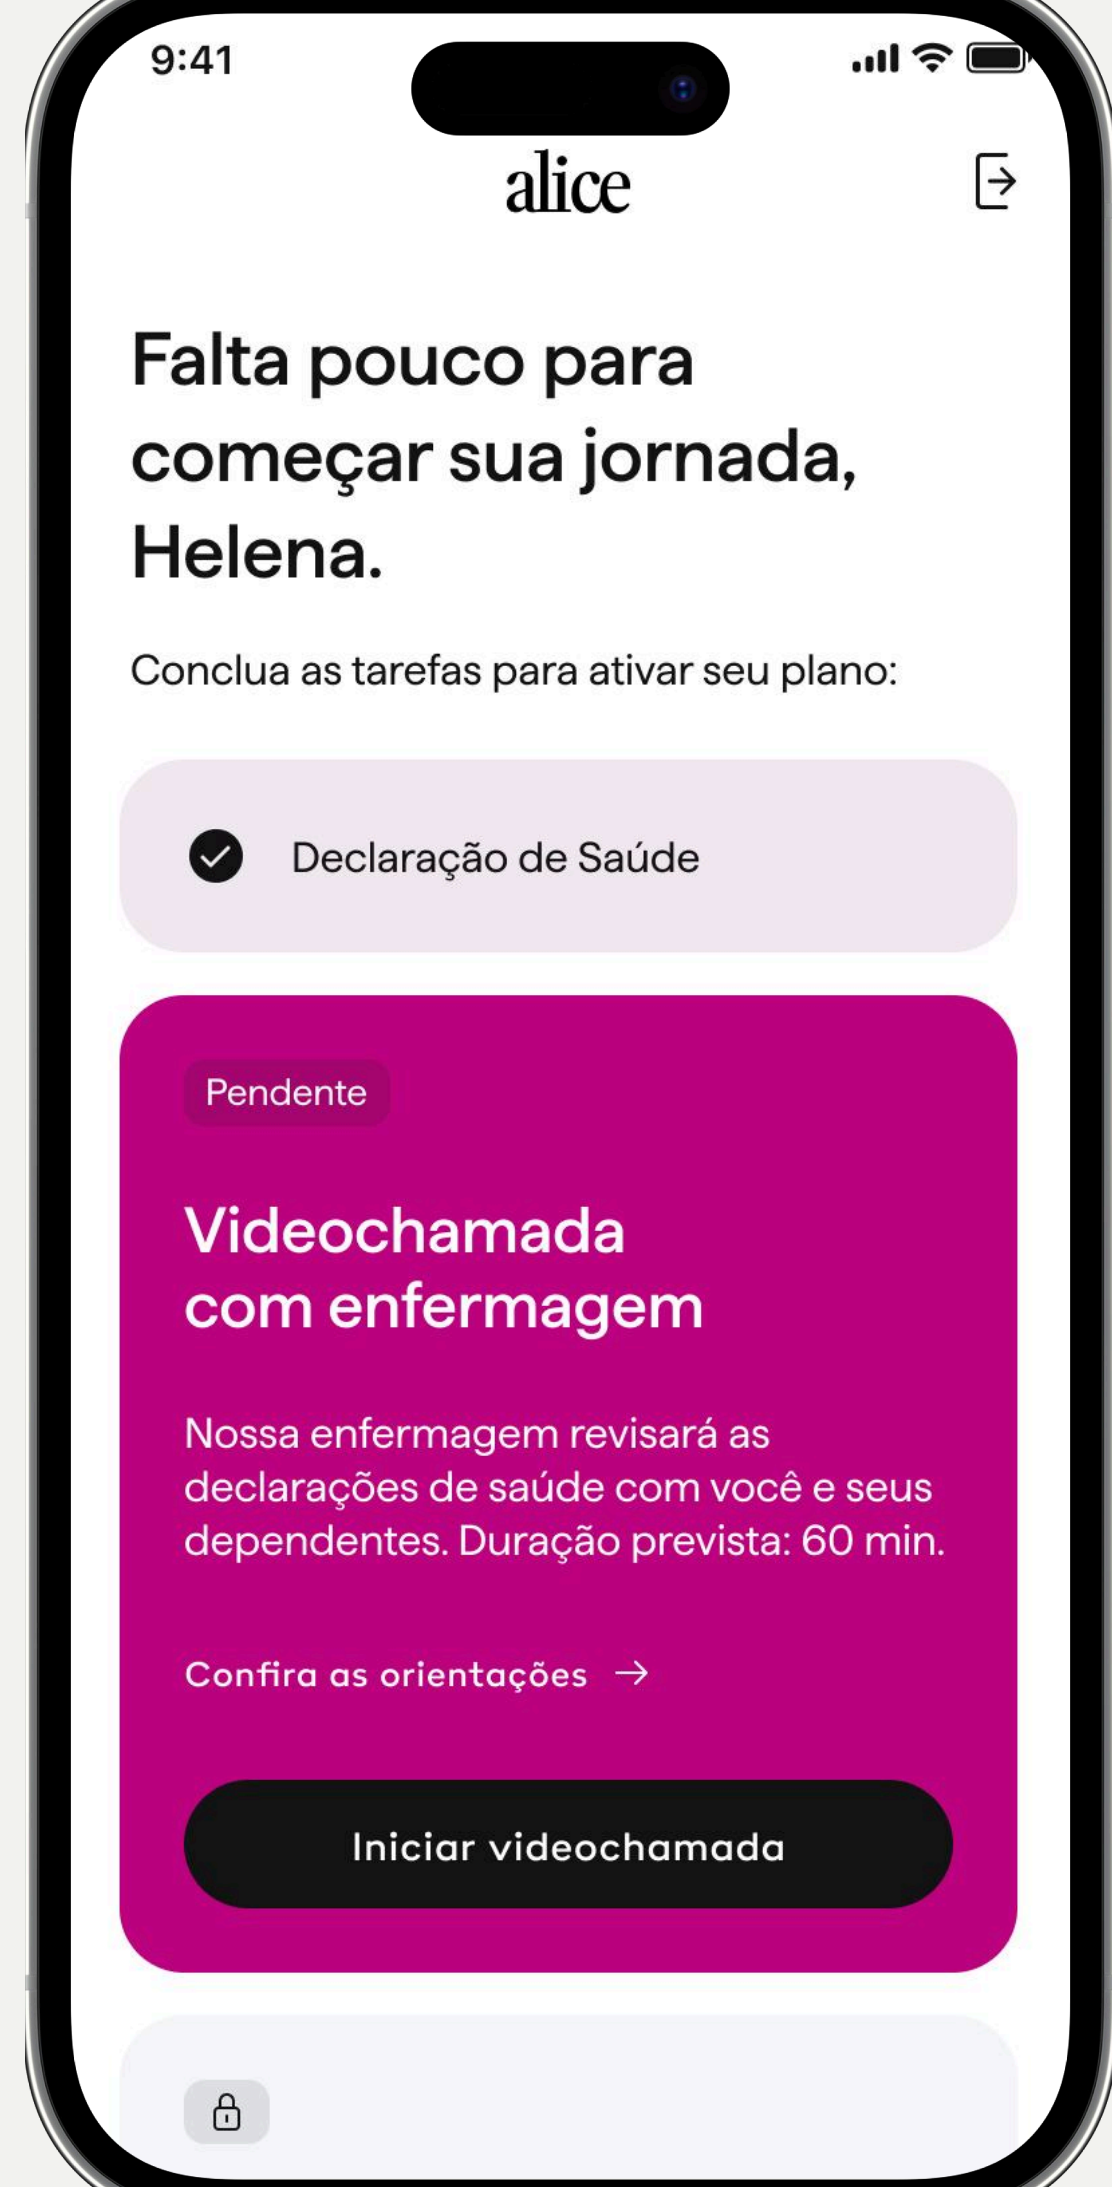 9:41
alice
Falta pouco para
começar sua jornada,
Helena.
Conclua as tarefas para ativar seu plano:
Declaração de Saúde
Pendente
Videochamada
com enfermagem
Nossa enfermagem revisará as
declarações de saúde com você e seus
dependentes. Duração prevista: 60 min.
Confira as orientações →
Iniciar videochamada